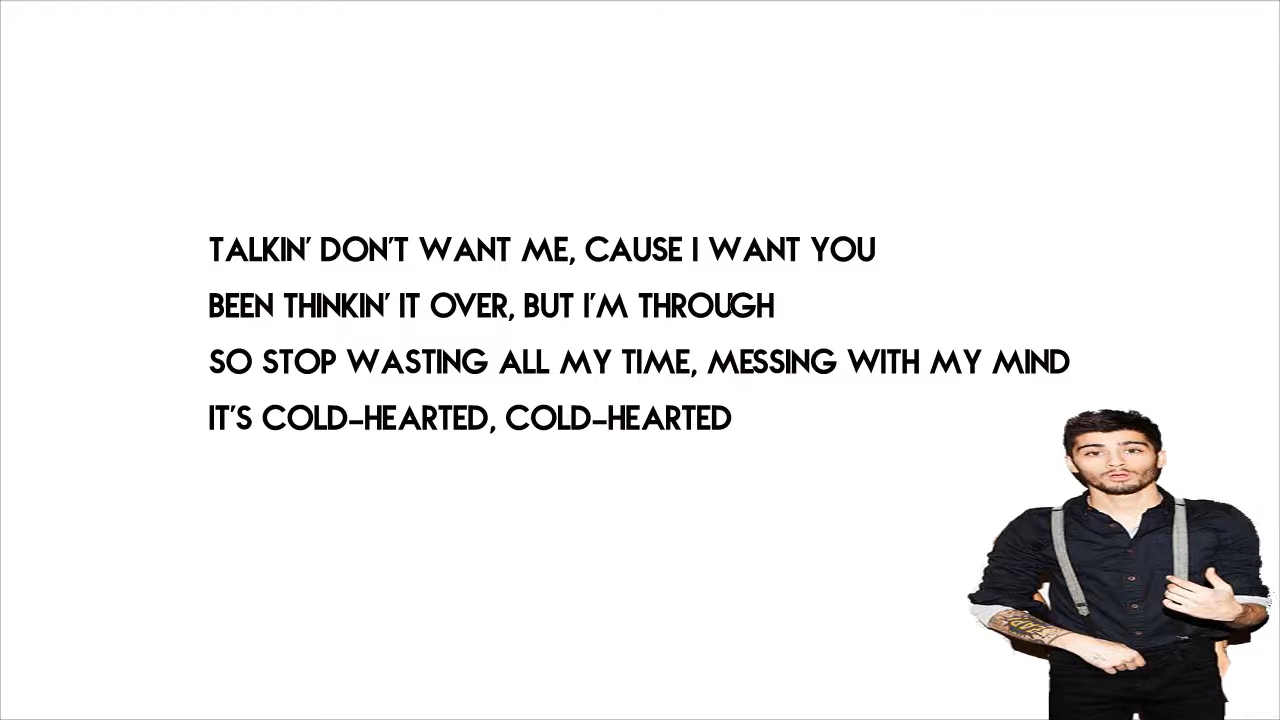 TALKIN' DON'T WANT ME, CAUSE I WANT YOU
BEEN THINKIN' IT OVER, BUT I'M THROUGH
SO STOP WASTING ALL MY TIME, MESSING WITH MY MIND
IT'S COLD-HEARTED, COLD-HEARTED
ZAP!